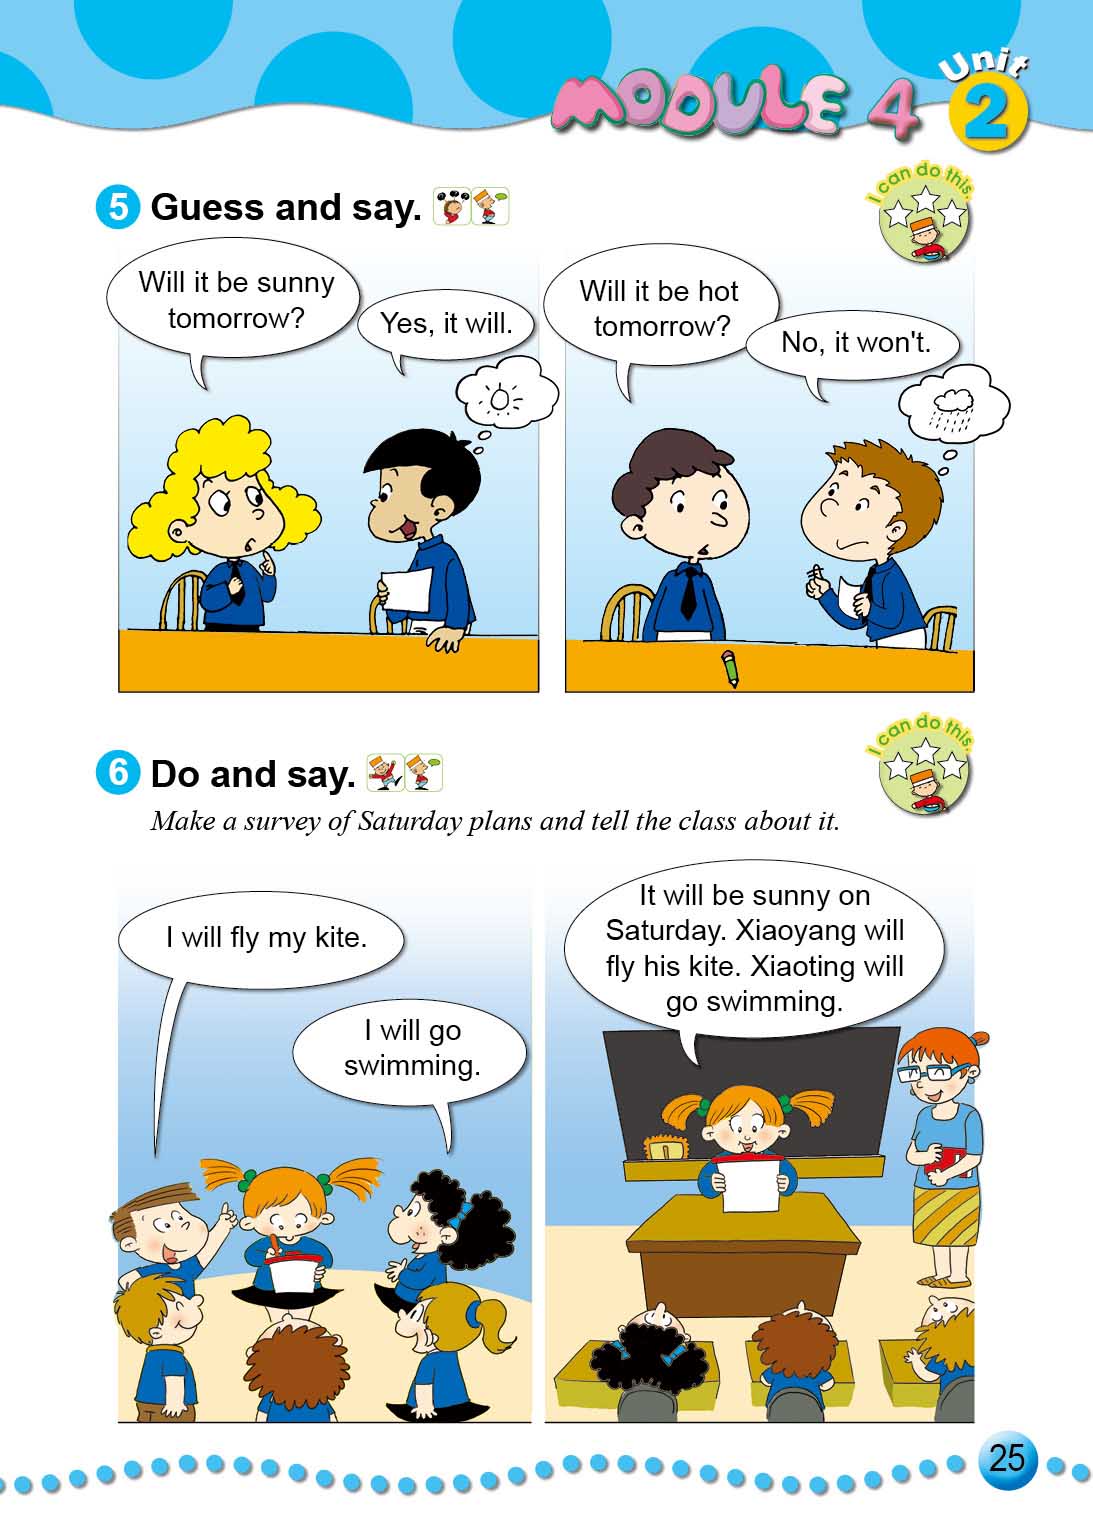 MODULE 4
Unit
2
5 Guess and say.
I can do this.
Will it be sunny
tomorrow?
Yes, it will.
Will it be hot
tomorrow?
No, it won't.
6 Do and say.
I can do this.
Make a survey of Saturday plans and tell the class about it.
I will fly my kite.
I will go
swimming.
It will be sunny on
Saturday. Xiaoyang will
fly his kite. Xiaoting will
go swimming.
25